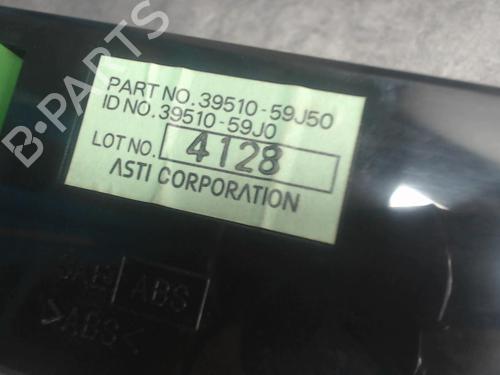 B-PARTS
PART NO. 39510-59J50
ID NO. 39510-59J0
LOT NO. 4128
ASTI CORPORATION
ABS
>ABS<